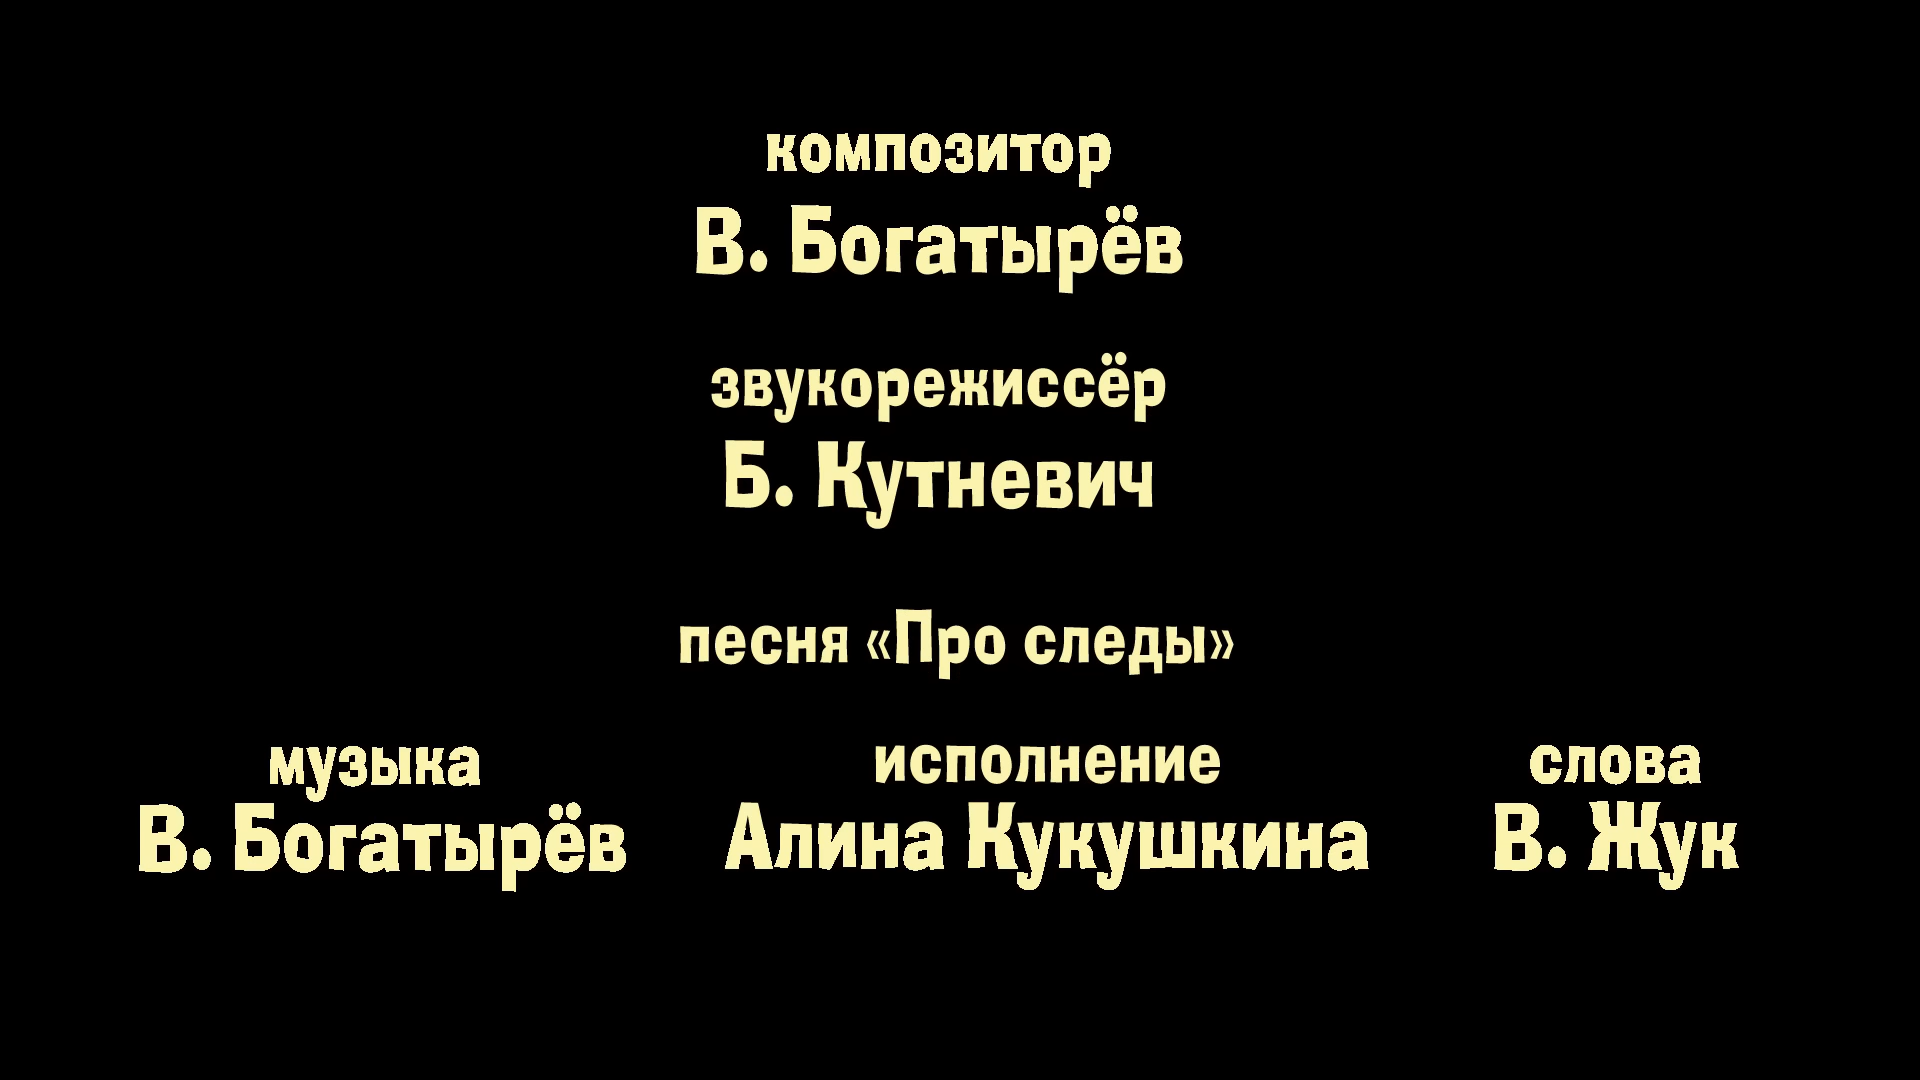 композитор
В. Богатырёв
звукорежиссёр
Б. Кутневич
песня «Про следы»
музыка
В. Богатырёв
исполнение
Алина Кукушкина
слова
В. Жук